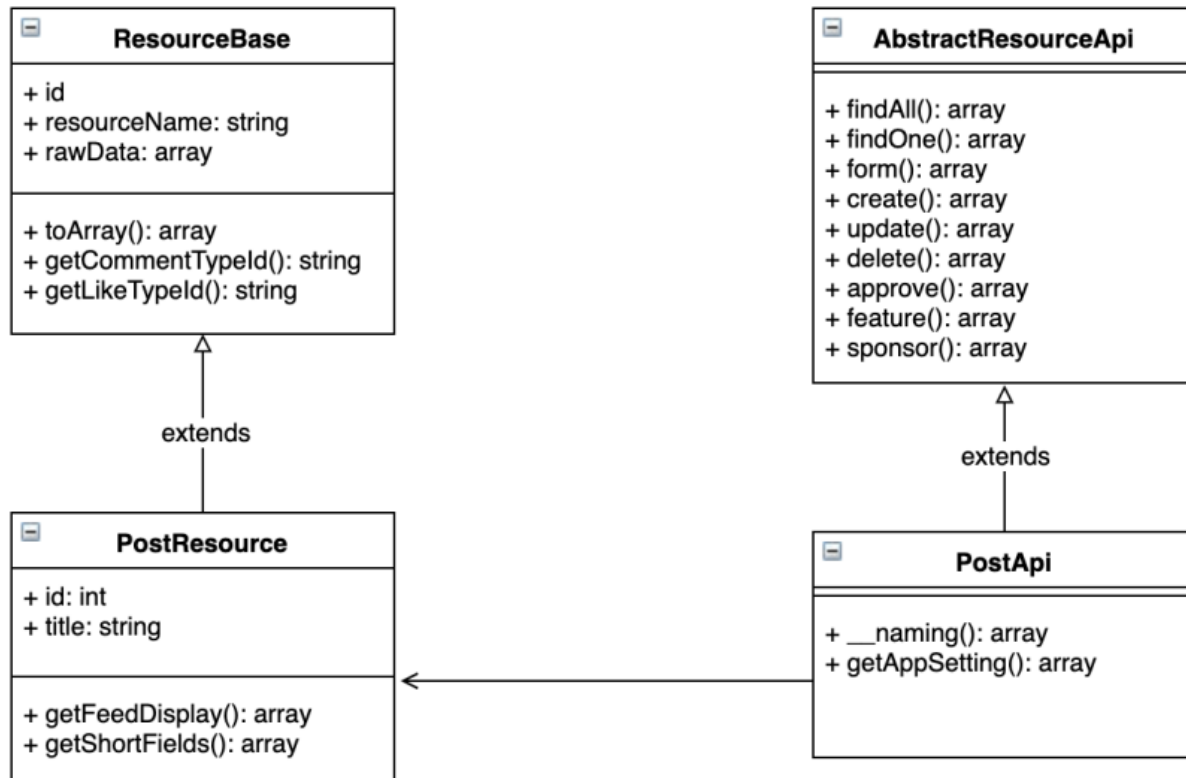 ResourceBase
+ id
+ resourceName: string
+ rawData: array
+ toArray(): array
+ getCommentTypeId(): string
+ getLikeTypeId(): string
AbstractResourceApi
+ findAll(): array
+ findOne(): array
+ form(): array
+ create(): array
+ update(): array
+ delete(): array
+ approve(): array
+ feature(): array
+ sponsor(): array
extends
extends
PostResource
+ id: int
+ title: string
+ getFeedDisplay(): array
+ getShortFields(): array
PostApi
+ __naming(): array
+ getAppSetting(): array